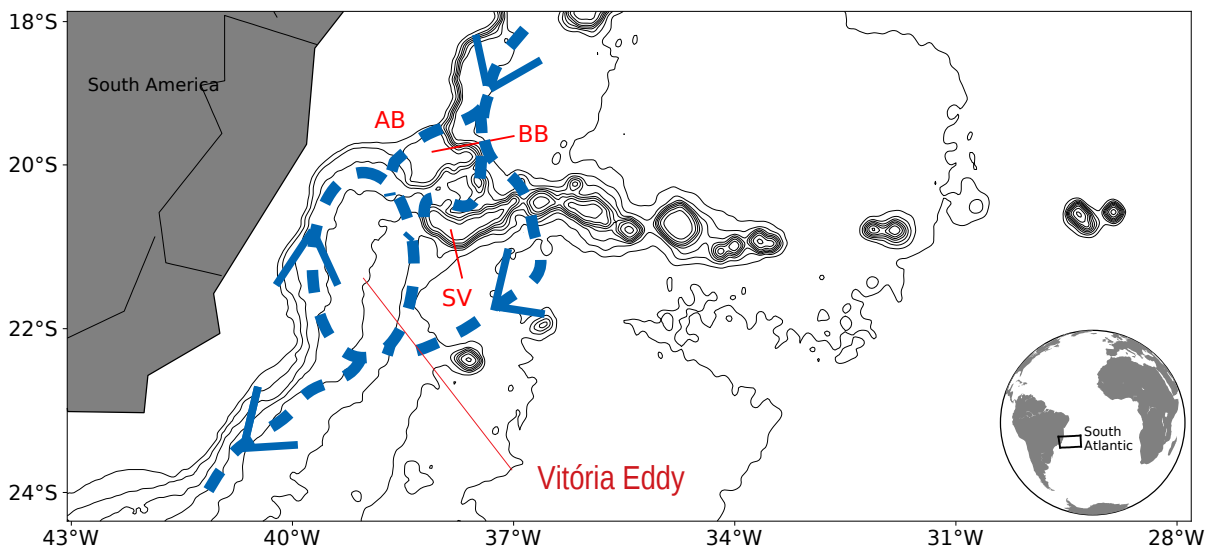 18°S
South America
AB
BB
20°S
SV
22°S
South
Atlantic
Vitória Eddy
24°S
43°W 40°W 37°W 34°W 31°W 28°W